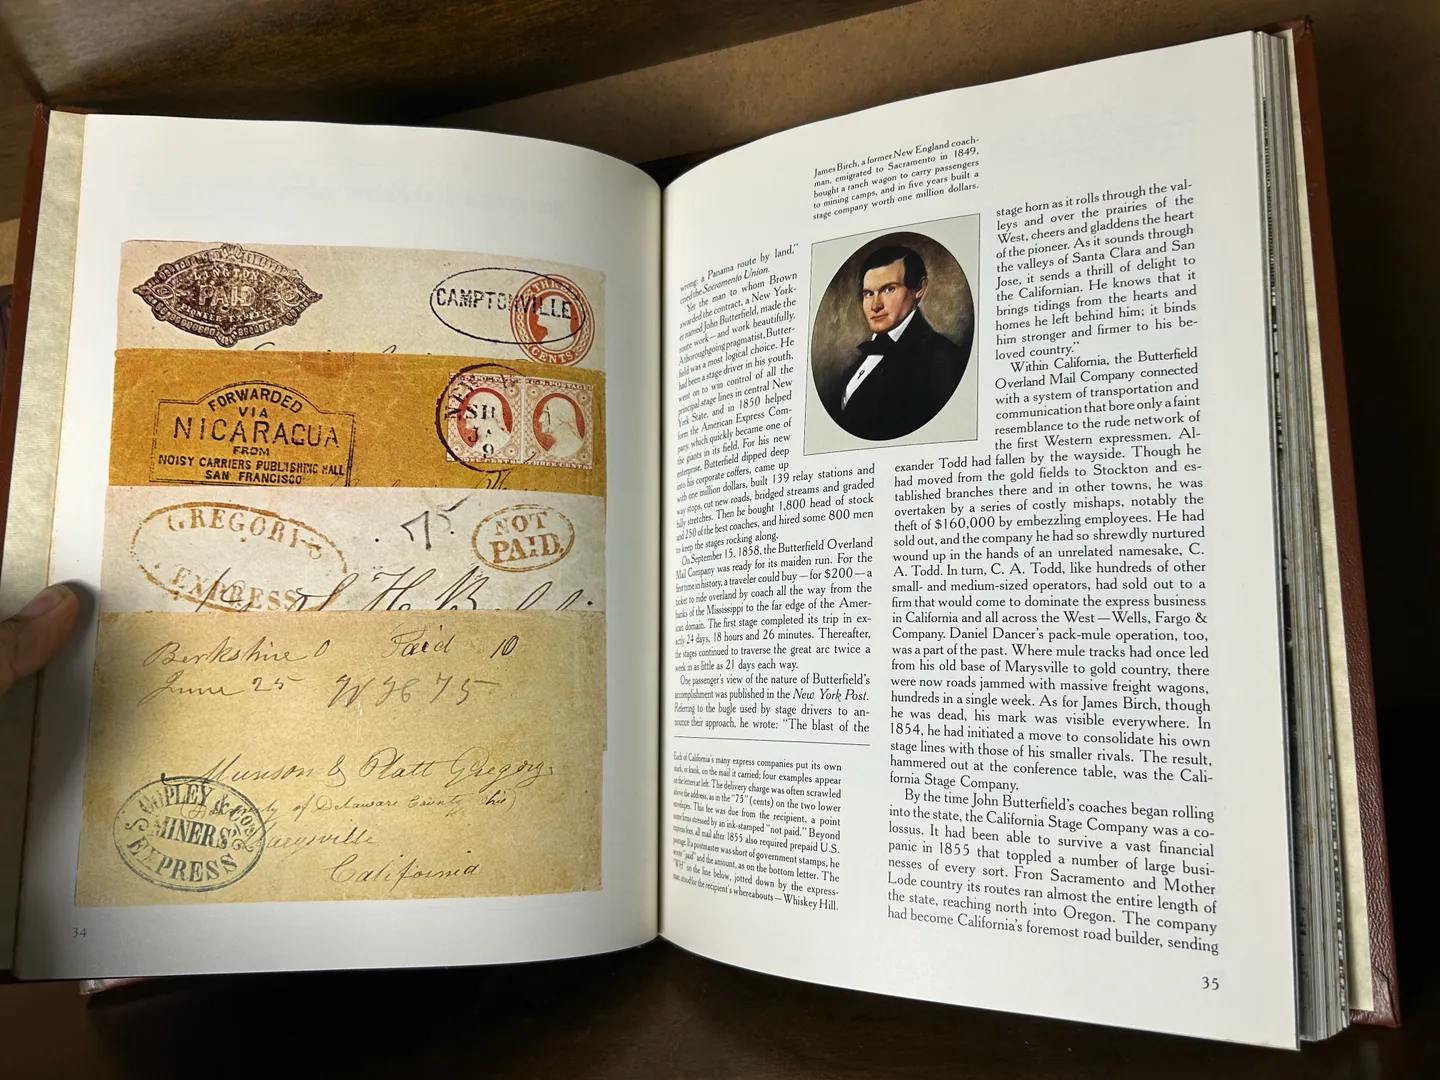 LANGTON'S
PAID
PIONEER EXPRESS
CAMPTONVILLE
THREE
CENTS
FORWARDED
VIA
NICARAGUA
FROM
NOISY CARRIERS PUBLISHING HALL
SAN FRANCISCO
NEW
SHI
9
GREGORY'S
EXPRESS
75
NOT
PAID.
Berkshire O Paid 10
June 25 WH 75
Munson & Platt Gregory
of Delaware County Ohio
Marysville
California
COPLEY & CO'S
MINERS
EXPRESS
34
James Birch, a former New England coach-
man, emigrated to Sacramento in 1849,
bought a ranch wagon to carry passengers
to mining camps, and in five years built a
stage company worth one million dollars.
wrong: a Panama route by land,"
cried the Sacramento Union.
Yet the man to whom Brown
awarded the contract, a New York-
er named John Butterfield, made the
route work—and work beautifully.
A thoroughgoing pragmatist, Butter-
field was a most logical choice. He
had been a stage driver in his youth,
went on to win control of all the
principal stage lines in central New
York State, and in 1850 helped
form the American Express Com-
pany, which quickly became one of
the giants in its field. For his new
enterprise, Butterfield dipped deep
into his corporate coffers, came up
with one million dollars, built 139 relay stations and
way stops, cut new roads, bridged streams and graded
hilly stretches. Then he bought 1,800 head of stock
and 250 of the best coaches, and hired some 800 men
to keep the stages rocking along.
On September 15, 1858, the Butterfield Overland
Mail Company was ready for its maiden run. For the
first time in history, a traveler could buy—for $200—a
ticket to ride overland by coach all the way from the
banks of the Mississippi to the far edge of the Amer-
ican domain. The first stage completed its trip in ex-
actly 24 days, 18 hours and 26 minutes. Thereafter,
the stages continued to traverse the great arc twice a
week in as little as 21 days each way.
One passenger's view of the nature of Butterfield's
accomplishment was published in the New York Post.
Referring to the bugle used by stage drivers to an-
nounce their approach, he wrote: "The blast of the
Each of California's many express companies put its own
mark, or frank, on the mail it carried; four examples appear
on the letters at left. The delivery charge was often scrawled
above the address, as in the "75" (cents) on the two lower
envelopes. This fee was due from the recipient, a point
sometimes stressed by an ink-stamped "not paid." Beyond
express fees, all mail after 1855 also required prepaid U.S.
postage. If a postmaster was short of government stamps, he
wrote "paid" and the amount, as on the bottom letter. The
"WH" on the line below, jotted down by the express-
man, stood for the recipient's whereabouts—Whiskey Hill.
stage horn as it rolls through the val-
leys and over the prairies of the
West, cheers and gladdens the heart
of the pioneer. As it sounds through
the valleys of Santa Clara and San
Jose, it sends a thrill of delight to
the Californian. He knows that it
brings tidings from the hearts and
homes he left behind him; it binds
him stronger and firmer to his be-
loved country."
Within California, the Butterfield
Overland Mail Company connected
with a system of transportation and
communication that bore only a faint
resemblance to the rude network of
the first Western expressmen. Al-
exander Todd had fallen by the wayside. Though he
had moved from the gold fields to Stockton and es-
tablished branches there and in other towns, he was
overtaken by a series of costly mishaps, notably the
theft of $160,000 by embezzling employees. He had
sold out, and the company he had so shrewdly nurtured
wound up in the hands of an unrelated namesake, C.
A. Todd. In turn, C. A. Todd, like hundreds of other
small- and medium-sized operators, had sold out to a
firm that would come to dominate the express business
in California and all across the West—Wells, Fargo &
Company. Daniel Dancer's pack-mule operation, too,
was a part of the past. Where mule tracks had once led
from his old base of Marysville to gold country, there
were now roads jammed with massive freight wagons,
hundreds in a single week. As for James Birch, though
he was dead, his mark was visible everywhere. In
1854, he had initiated a move to consolidate his own
stage lines with those of his smaller rivals. The result,
hammered out at the conference table, was the Cali-
fornia Stage Company.
By the time John Butterfield's coaches began rolling
into the state, the California Stage Company was a co-
lossus. It had been able to survive a vast financial
panic in 1855 that toppled a number of large busi-
nesses of every sort. Fron Sacramento and Mother
Lode country its routes ran almost the entire length of
the state, reaching north into Oregon. The company
had become California's foremost road builder, sending
35